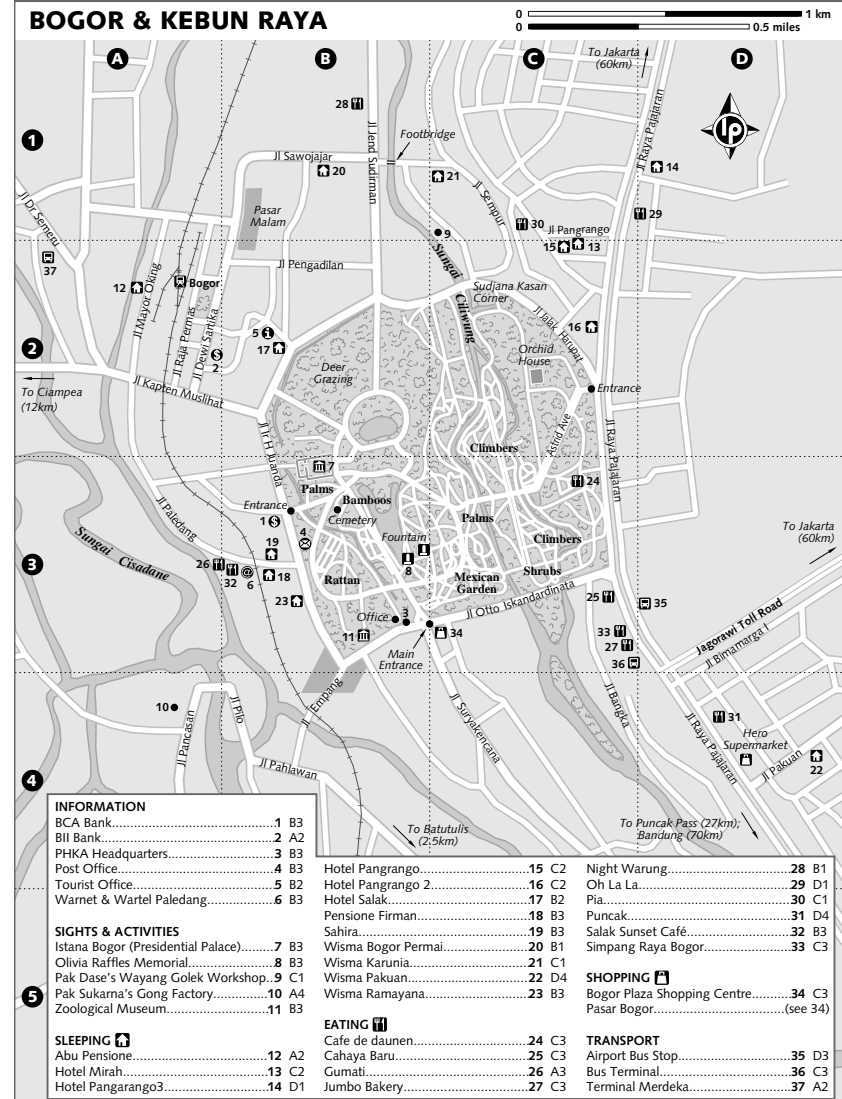 BOGOR & KEBUN RAYA
0 1 km
0 0.5 miles
A B C D
To Jakarta
(60km)
28
Footbridge
lp
1
Jl Jend Sudirman
Jl Raya Pajajaran
Jl Sawojajar
20
21
14
Jl Sempur
Jl Dr Semeru
Pasar
Malam
30
29
Jl Pangrango
9
15 13
37
Sungai Ciliwung
Jl Pengadilan
12
Jl Mayor Oking
Bogor
Sudjana Kasan
Corner
Jl Raja Permas
Jl Dewi Sartika
Jl Jalak Harupat
5
16
2
17
2
Orchid
House
Deer
Grazing
To Ciampea
(12km)
Jl Kapten Muslihat
Entrance
Jl Ir H Juanda
Astrid Ave
Jl Raya Pajajaran
Climbers
7
24
Palms
Bamboos
Jl Paledang
Entrance
Cemetery
Palms
1
4
Fountain
To Jakarta
(60km)
Sungai Cisadane
19
Climbers
3
26
32
6
18
8
Rattan
Shrubs
Mexican
Garden
23
25
35
Jl Otto Iskandardinata
Jagorawi Toll Road
Office
3
11
34
33
Jl Bimamarga I
27
Main
Entrance
36
Jl Empang
Jl Bangka
10
Jl Pancasan
Jl Pilo
Jl Suryakencana
Jl Raya Pajajaran
31
Hero
Supermarket
22
Jl Pakuan
Jl Pahlawan
4
To Batutulis
(2.5km)
To Puncak Pass (27km);
Bandung (70km)
5
INFORMATION
BCA Bank 1 B3
BII Bank 2 A2
PHKA Headquarters 3 B3
Post Office 4 B3
Tourist Office 5 B2
Warnet & Wartel Paledang 6 B3
SIGHTS & ACTIVITIES
Istana Bogor (Presidential Palace) 7 B3
Olivia Raffles Memorial 8 B3
Pak Dase's Wayang Golek Workshop 9 C1
Pak Sukarna's Gong Factory 10 A4
Zoological Museum 11 B3
SLEEPING
Abu Pensione 12 A2
Hotel Mirah 13 C2
Hotel Pangarango3 14 D1
Hotel Pangrango 15 C2
Hotel Pangrango 2 16 C2
Hotel Salak 17 B2
Pensione Firman 18 B3
Sahira 19 B3
Wisma Bogor Permai 20 B1
Wisma Karunia 21 C1
Wisma Pakuan 22 D4
Wisma Ramayana 23 B3
EATING
Cafe de daunen 24 C3
Cahaya Baru 25 C3
Gumati 26 A3
Jumbo Bakery 27 C3
Night Warung 28 B1
Oh La La 29 D1
Pia 30 C1
Puncak 31 D4
Salak Sunset Café 32 B3
Simpang Raya Bogor 33 C3
SHOPPING
Bogor Plaza Shopping Centre 34 C3
Pasar Bogor (see 34)
TRANSPORT
Airport Bus Stop 35 D3
Bus Terminal 36 C3
Terminal Merdeka 37 A2